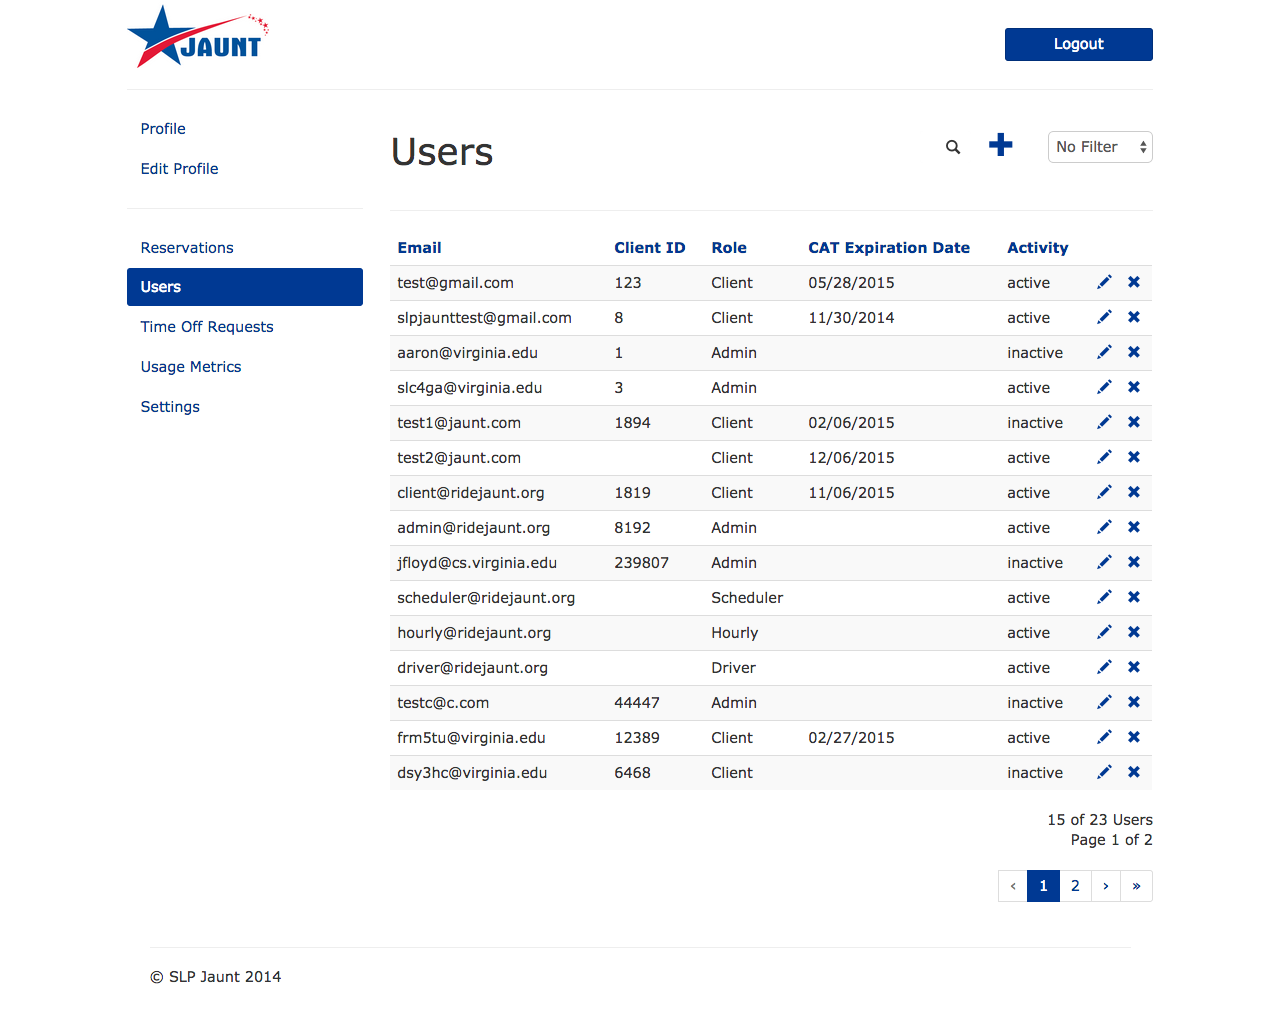 JAUNT
Logout
Profile
Edit Profile
Reservations
Users
Time Off Requests
Usage Metrics
Settings
Users
No Filter
Email Client ID Role CAT Expiration Date Activity
test@gmail.com 123 Client 05/28/2015 active
slpjaunttest@gmail.com 8 Client 11/30/2014 active
aaron@virginia.edu 1 Admin inactive
slc4ga@virginia.edu 3 Admin active
test1@jaunt.com 1894 Client 02/06/2015 inactive
test2@jaunt.com Client 12/06/2015 active
client@ridejaunt.org 1819 Client 11/06/2015 active
admin@ridejaunt.org 8192 Admin active
jfloyd@cs.virginia.edu 239807 Admin inactive
scheduler@ridejaunt.org Scheduler active
hourly@ridejaunt.org Hourly active
driver@ridejaunt.org Driver active
testc@c.com 44447 Admin inactive
frm5tu@virginia.edu 12389 Client 02/27/2015 active
dsy3hc@virginia.edu 6468 Client inactive
15 of 23 Users
Page 1 of 2
‹ 1 2 › »
© SLP Jaunt 2014